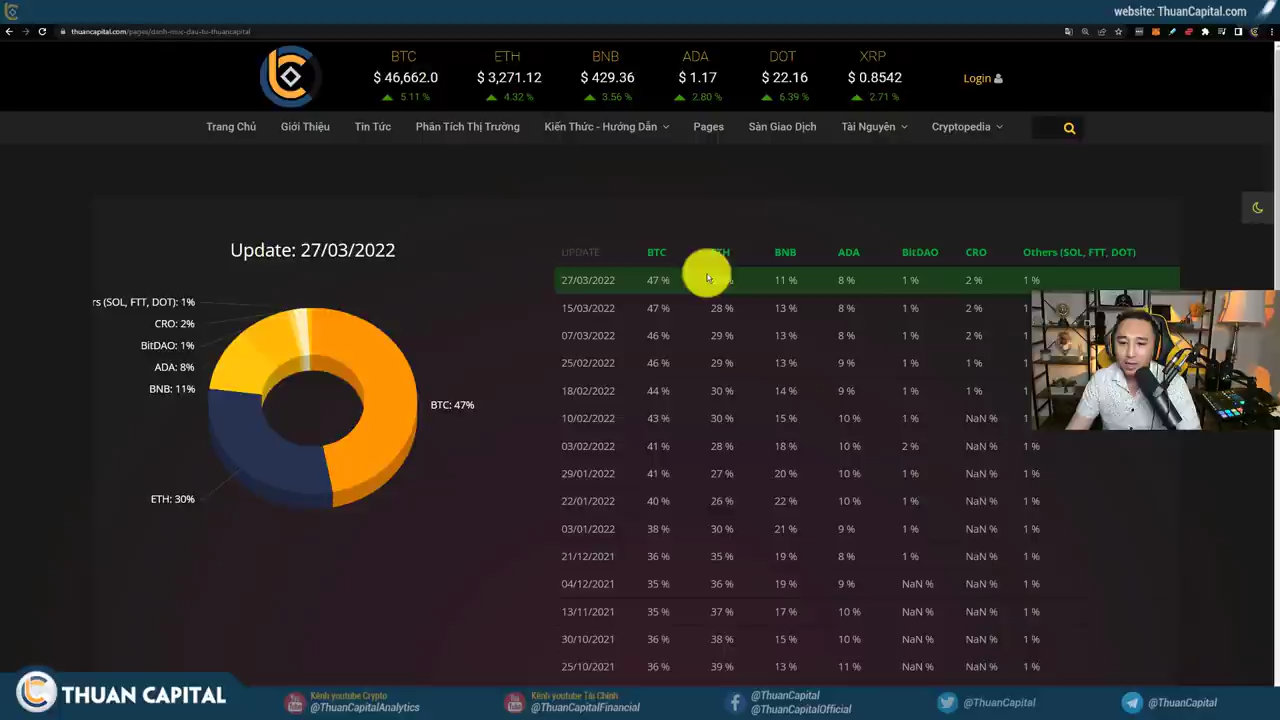 website: ThuanCapital.com
thuancapital.com/pages/danh-muc-dau-tu-thuancapital
BTC ETH BNB ADA DOT XRP
$ 46,662.0 $ 3,271.12 $ 429.36 $ 1.17 $ 22.16 $ 0.8542
5.11 % 4.32 % 3.56 % 2.80 % 6.39 % 2.71 %
Login
Trang Chủ Giới Thiệu Tin Tức Phân Tích Thị Trường Kiến Thức - Hướng Dẫn Pages Sàn Giao Dịch Tài Nguyên Cryptopedia
Update: 27/03/2022
rs (SOL, FTT, DOT): 1%
CRO: 2%
BitDAO: 1%
ADA: 8%
BNB: 11%
BTC: 47%
ETH: 30%
UPDATE BTC ETH BNB ADA BitDAO CRO Others (SOL, FTT, DOT)
27/03/2022 47 % % 11 % 8 % 1 % 2 % 1 %
15/03/2022 47 % 28 % 13 % 8 % 1 % 2 % 1 %
07/03/2022 46 % 29 % 13 % 8 % 1 % 2 %
25/02/2022 46 % 29 % 13 % 9 % 1 % 1 %
18/02/2022 44 % 30 % 14 % 9 % 1 % 1 %
10/02/2022 43 % 30 % 15 % 10 % 1 % NaN %
03/02/2022 41 % 28 % 18 % 10 % 2 % NaN % 1 %
29/01/2022 41 % 27 % 20 % 10 % 1 % NaN % 1 %
22/01/2022 40 % 26 % 22 % 10 % 1 % NaN % 1 %
03/01/2022 38 % 30 % 21 % 9 % 1 % NaN % 1 %
21/12/2021 36 % 35 % 19 % 8 % 1 % NaN % 1 %
04/12/2021 35 % 36 % 19 % 9 % NaN % NaN % 1 %
13/11/2021 35 % 37 % 17 % 10 % NaN % NaN % 1 %
30/10/2021 36 % 38 % 15 % 10 % NaN % NaN % 1 %
25/10/2021 36 % 39 % 13 % 11 % NaN % NaN % 1 %
THUAN CAPITAL
Kênh youtube Crypto
@ThuanCapitalAnalytics
Kênh youtube Tài Chính
@ThuanCapitalFinancial
@ThuanCapital
@ThuanCapitalOfficial
@ThuanCapital
@ThuanCapital